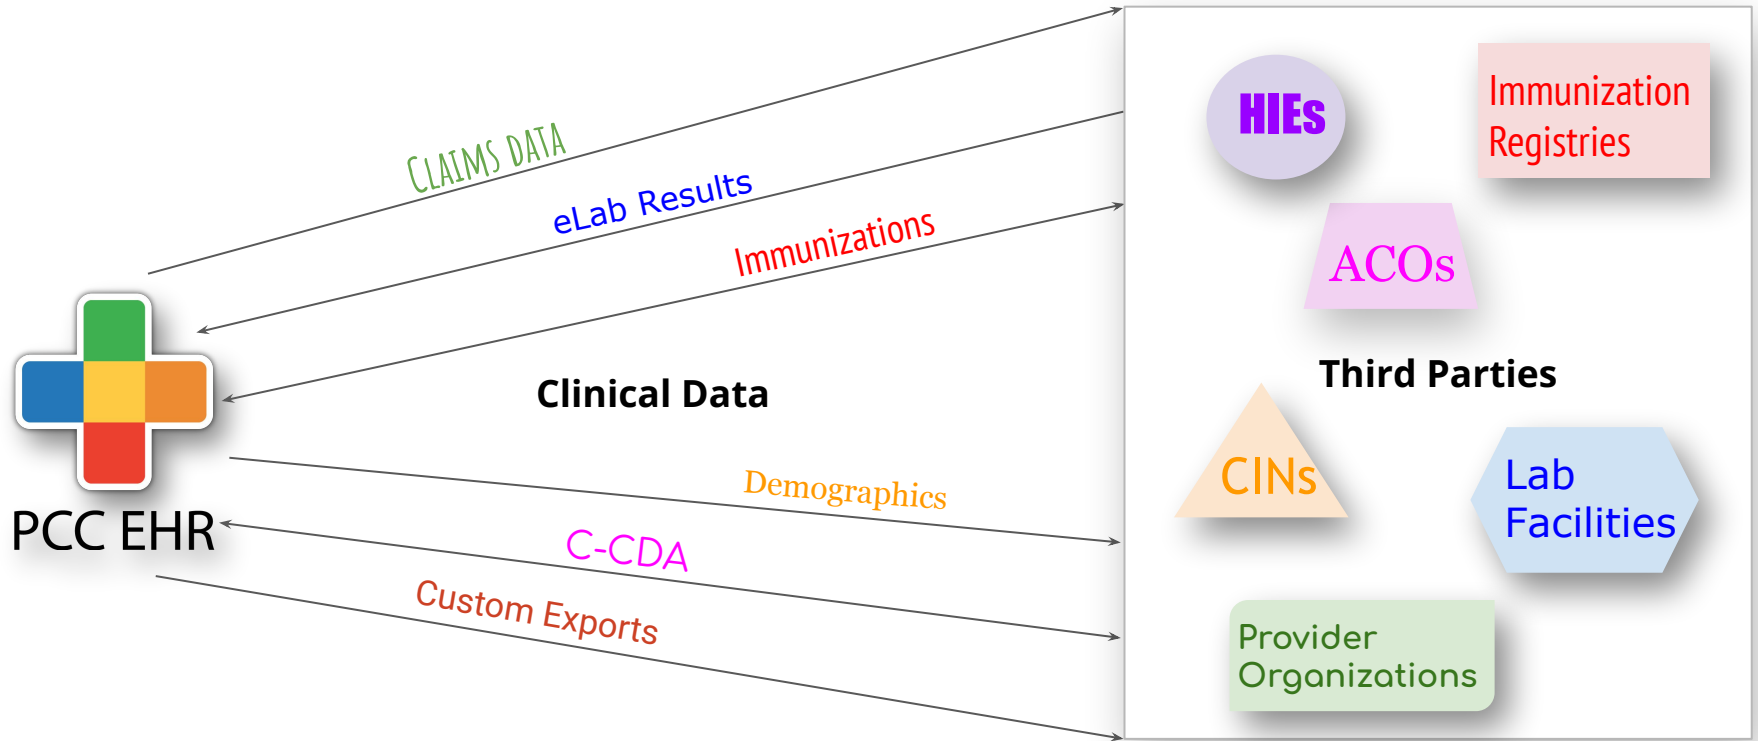 CLAIMS DATA
eLab Results
Immunizations
Clinical Data
Demographics
C-CDA
Custom Exports
PCC EHR
HIEs
Immunization
Registries
ACOs
Third Parties
CINs
Lab
Facilities
Provider
Organizations